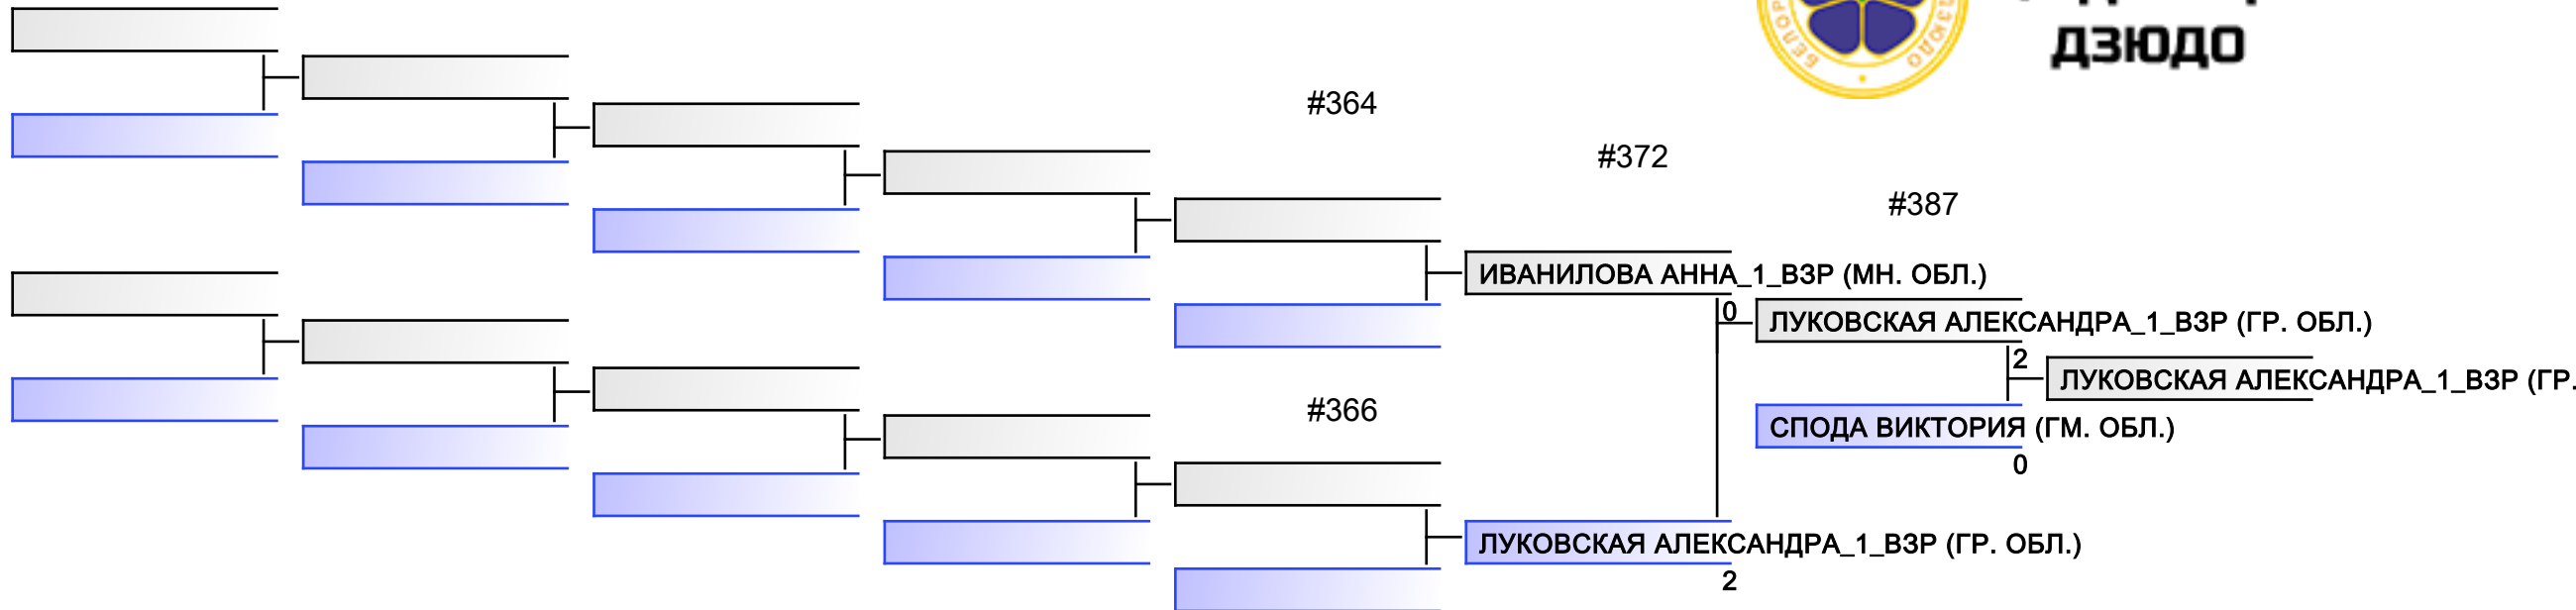 ДЗЮДО
#364
#372
#387
ИВАНИЛОВА АННА_1_ВЗР (МН. ОБЛ.)
0
ЛУКОВСКАЯ АЛЕКСАНДРА_1_ВЗР (ГР. ОБЛ.)
2
ЛУКОВСКАЯ АЛЕКСАНДРА_1_ВЗР (ГР.
#366
СПОДА ВИКТОРИЯ (ГМ. ОБЛ.)
0
ЛУКОВСКАЯ АЛЕКСАНДРА_1_ВЗР (ГР. ОБЛ.)
2